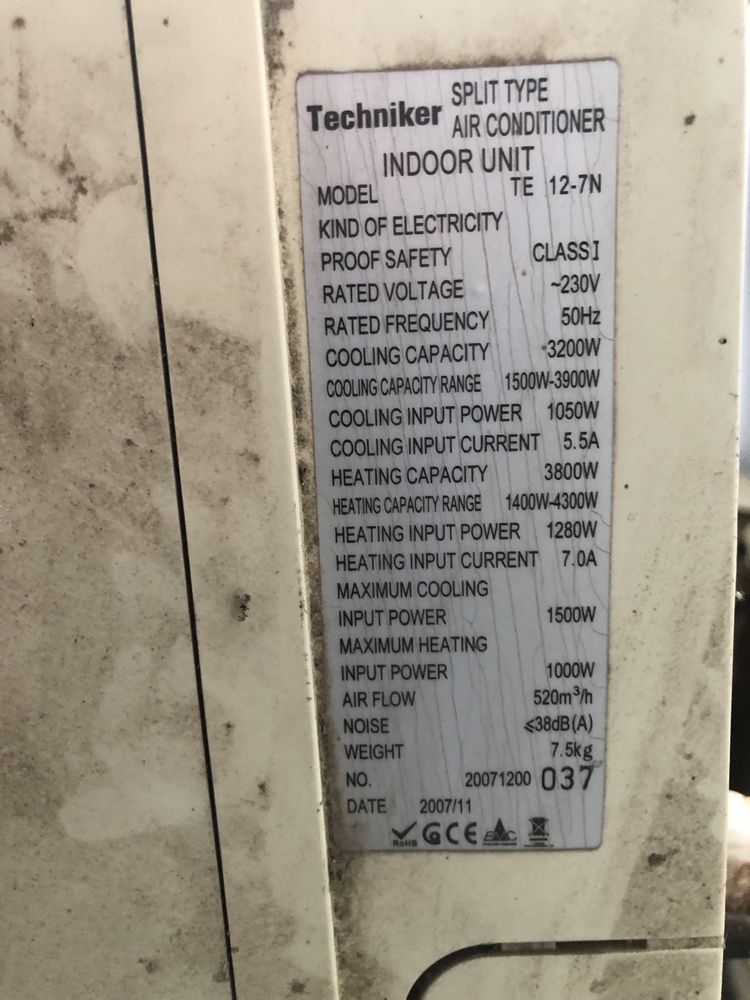 Techniker SPLIT TYPE
AIR CONDITIONER
INDOOR UNIT
MODEL TE 12-7N
KIND OF ELECTRICITY
PROOF SAFETY CLASS I
RATED VOLTAGE ~230V
RATED FREQUENCY 50Hz
COOLING CAPACITY 3200W
COOLING CAPACITY RANGE 1500W-3900W
COOLING INPUT POWER 1050W
COOLING INPUT CURRENT 5.5A
HEATING CAPACITY 3800W
HEATING CAPACITY RANGE 1400W-4300W
HEATING INPUT POWER 1280W
HEATING INPUT CURRENT 7.0A
MAXIMUM COOLING
INPUT POWER 1500W
MAXIMUM HEATING
INPUT POWER 1000W
AIR FLOW 520m³/h
NOISE ≤38dB(A)
WEIGHT 7.5kg
NO. 20071200 037
DATE 2007/11
RoHS CE